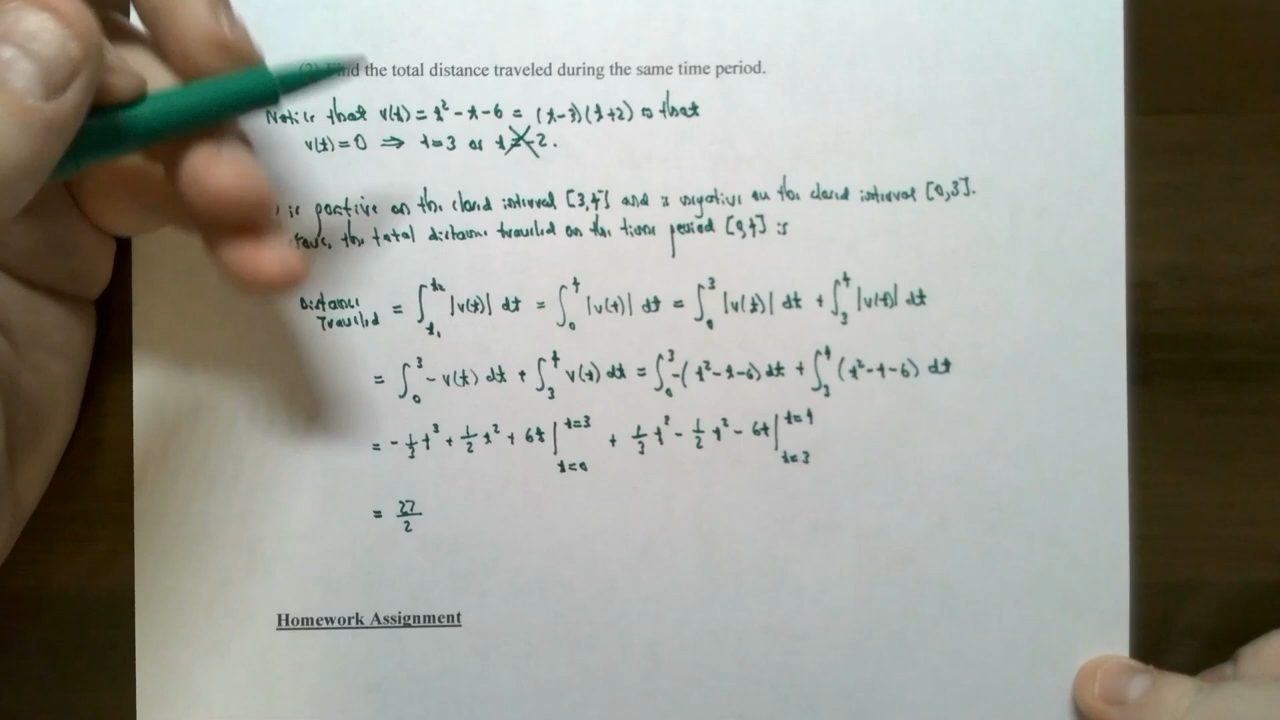 Find the total distance traveled during the same time period.
Notice that v(t) = t² - t - 6 = (t-3)(t+2) so that
v(t) = 0 ⇒ t=3 or t=-2.
is positive on the closed interval [3,4] and is negative on the closed interval [0,3].
the total distance traveled on the time period [0,4] is
Distance Traveled = ∫_{t₁}^{t₂} |v(t)| dt = ∫_0^4 |v(t)| dt = ∫_0^3 |v(t)| dt + ∫_3^4 |v(t)| dt
= ∫_0^3 -v(t) dt + ∫_3^4 v(t) dt = ∫_0^3 -(t²-t-6) dt + ∫_3^4 (t²-t-6) dt
= -1/3 t³ + 1/2 t² + 6t |_{t=0}^{t=3} + 1/3 t² - 1/2 t² - 6t |_{t=3}^{t=4}
= 27/2
Homework Assignment